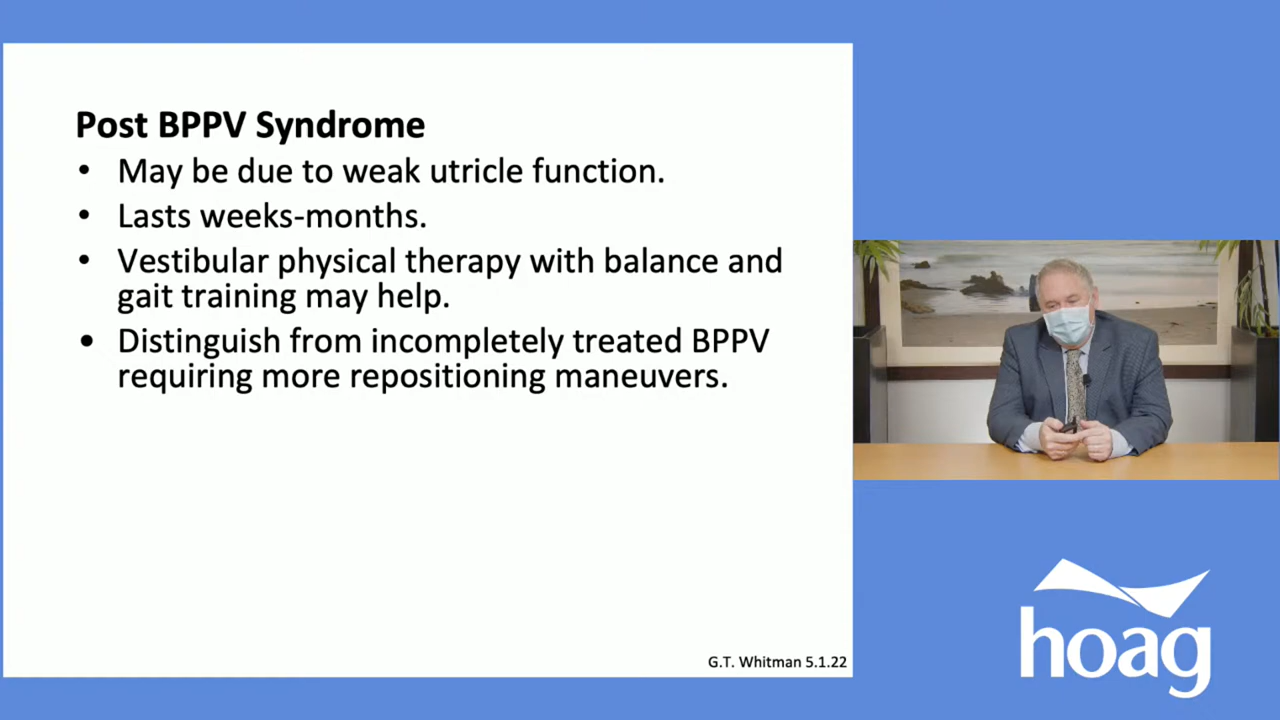 Post BPPV Syndrome
• May be due to weak utricle function.
• Lasts weeks-months.
• Vestibular physical therapy with balance and
gait training may help.
• Distinguish from incompletely treated BPPV
requiring more repositioning maneuvers.
G.T. Whitman 5.1.22
hoag